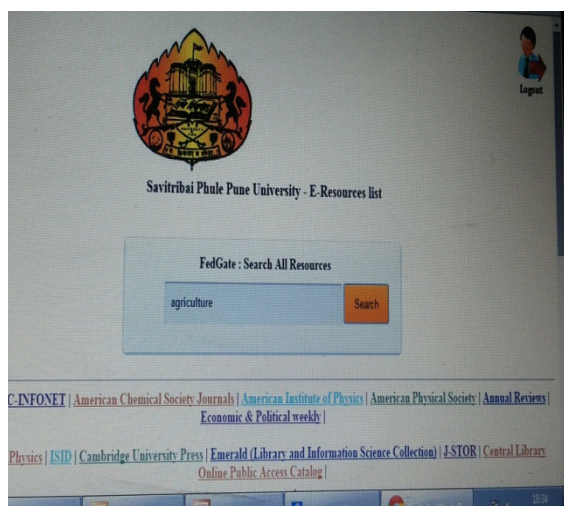 Logout
Savitribai Phule Pune University - E-Resources list
FedGate : Search All Resources
agriculture
Search
C-INFONET | American Chemical Society Journals | American Institute of Physics | American Physical Society | Annual Reviews |
Economic & Political weekly |
Physics | ISID | Cambridge University Press | Emerald (Library and Information Science Collection) | J-STOR | Central Library
Online Public Access Catalog |
18:34